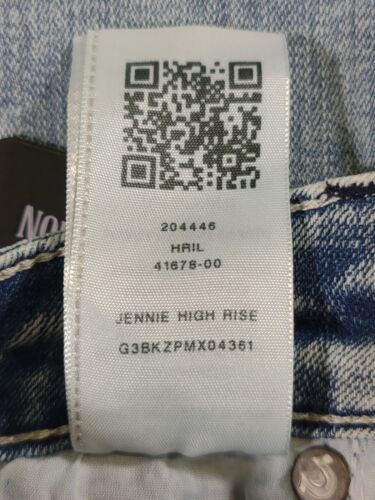 204446
HRIL
41678-00
JENNIE HIGH RISE
G3BKZPMX04361